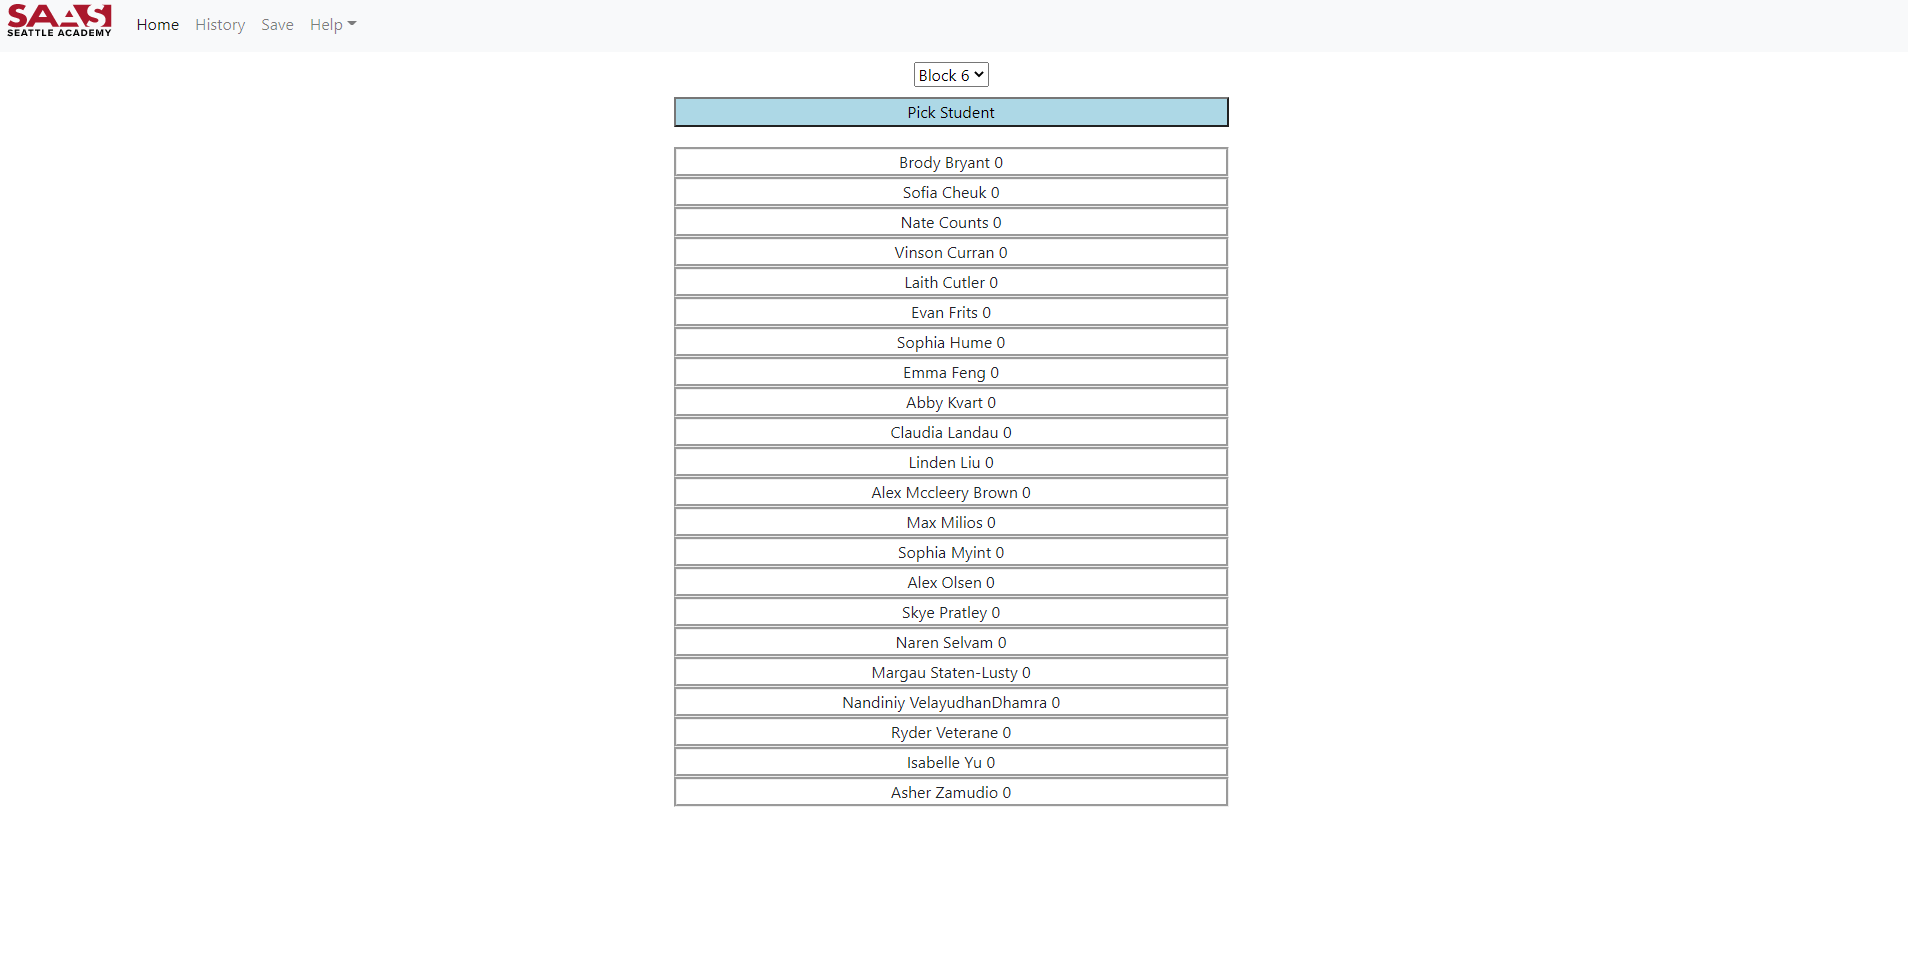 SAAS
SEATTLE ACADEMY
Home History Save Help
Block 6
Pick Student
Brody Bryant 0
Sofia Cheuk 0
Nate Counts 0
Vinson Curran 0
Laith Cutler 0
Evan Frits 0
Sophia Hume 0
Emma Feng 0
Abby Kvart 0
Claudia Landau 0
Linden Liu 0
Alex Mccleery Brown 0
Max Milios 0
Sophia Myint 0
Alex Olsen 0
Skye Pratley 0
Naren Selvam 0
Margau Staten-Lusty 0
Nandiniy VelayudhanDhamra 0
Ryder Veterane 0
Isabelle Yu 0
Asher Zamudio 0